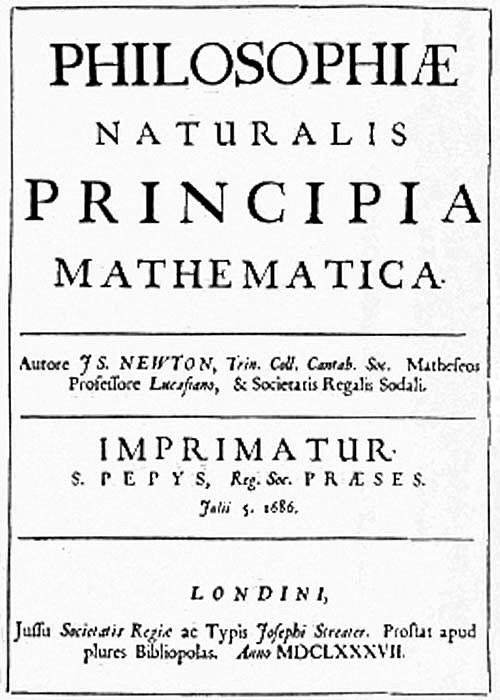 PHILOSOPHIÆ
NATURALIS
PRINCIPIA
MATHEMATICA.
Autore J S. NEWTON, Trin. Coll. Cantab. Soc. Matheseos
Professore Lucasiano, & Societatis Regalis Sodali.
IMPRIMATUR.
S. PEPYS, Reg. Soc. PRÆSES.
Julii 5. 1686.
LONDINI,
Jussu Societatis Regiæ ac Typis Josephi Streater. Prostat apud
plures Bibliopolas. Anno MDCLXXXVII.